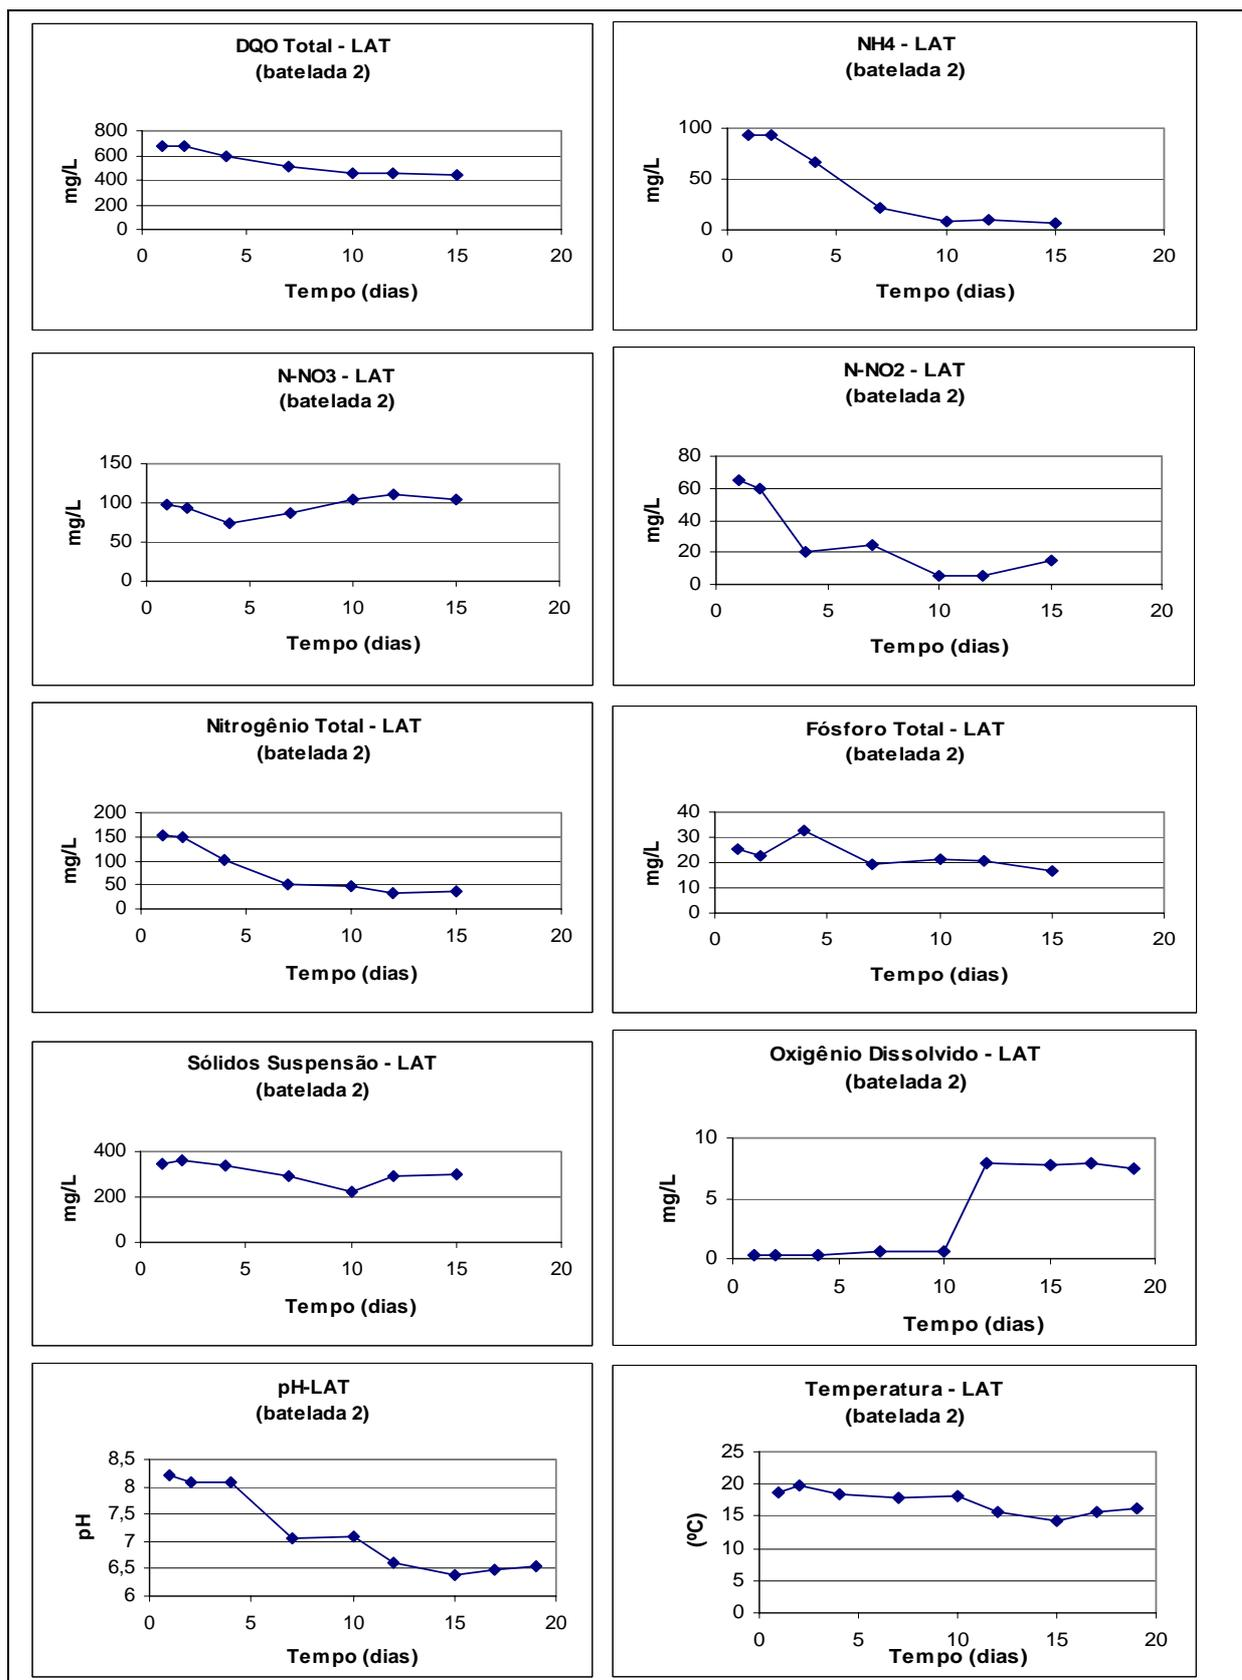 DQO Total - LAT
(batelada 2)
800
600
400
200
0
mg/L
0 5 10 15 20
Tempo (dias)
NH4 - LAT
(batelada 2)
100
50
0
mg/L
0 5 10 15 20
Tempo (dias)
N-NO3 - LAT
(batelada 2)
150
100
50
0
mg/L
0 5 10 15 20
Tempo (dias)
N-NO2 - LAT
(batelada 2)
80
60
40
20
0
mg/L
0 5 10 15 20
Tempo (dias)
Nitrogênio Total - LAT
(batelada 2)
200
150
100
50
0
mg/L
0 5 10 15 20
Tempo (dias)
Fósforo Total - LAT
(batelada 2)
40
30
20
10
0
mg/L
0 5 10 15 20
Tempo (dias)
Sólidos Suspensão - LAT
(batelada 2)
400
200
0
mg/L
0 5 10 15 20
Tempo (dias)
Oxigênio Dissolvido - LAT
(batelada 2)
10
5
0
mg/L
0 5 10 15 20
Tempo (dias)
pH-LAT
(batelada 2)
8,5
8
7,5
7
6,5
6
pH
0 5 10 15 20
Tempo (dias)
Temperatura - LAT
(batelada 2)
25
20
15
10
5
0
(ºC)
0 5 10 15 20
Tempo (dias)